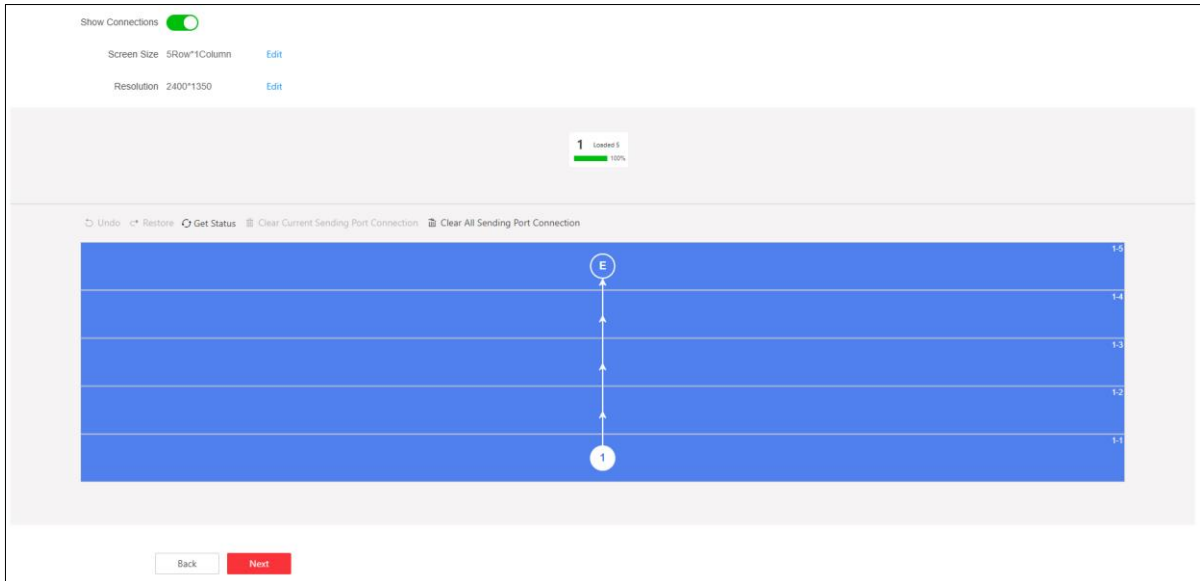 Show Connections
Screen Size 5Row*1Column Edit
Resolution 2400*1350 Edit
1 Loaded 5
100%
Undo Restore Get Status Clear Current Sending Port Connection Clear All Sending Port Connection
1-5
E
1-4
1-3
1-2
1-1
1
Back Next